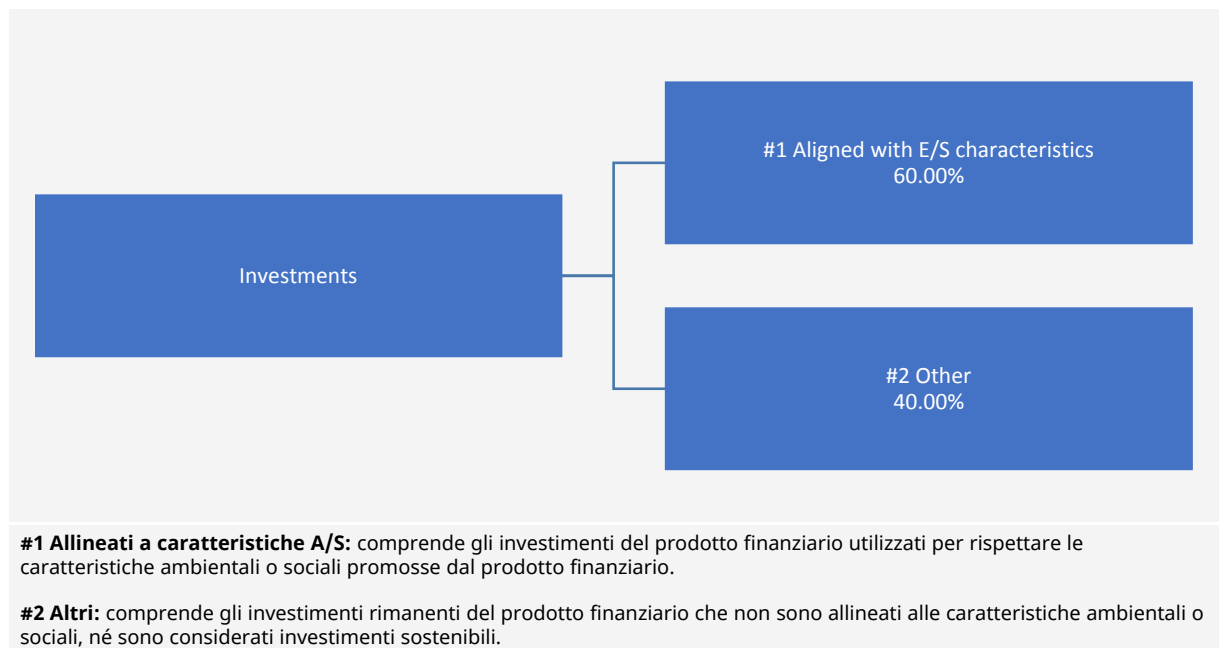 Investments
#1 Aligned with E/S characteristics
60.00%
#2 Other
40.00%
#1 Allineati a caratteristiche A/S: comprende gli investimenti del prodotto finanziario utilizzati per rispettare le
caratteristiche ambientali o sociali promosse dal prodotto finanziario.
#2 Altri: comprende gli investimenti rimanenti del prodotto finanziario che non sono allineati alle caratteristiche ambientali o
sociali, né sono considerati investimenti sostenibili.